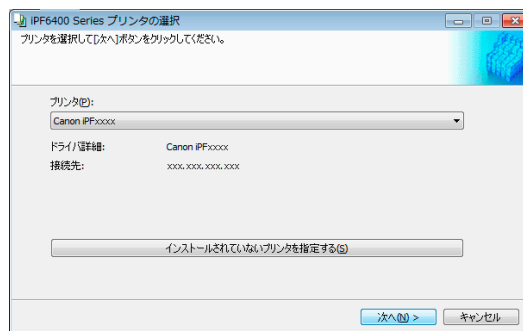 iPF6400 Series プリンタの選択
プリンタを選択して[次へ]ボタンをクリックしてください。
プリンタ(P):
Canon iPFxxxx
ドライバ詳細: Canon iPFxxxx
接続先: xxx.xxx.xxx.xxx
インストールされていないプリンタを指定する(S)
次へ(N) > キャンセル